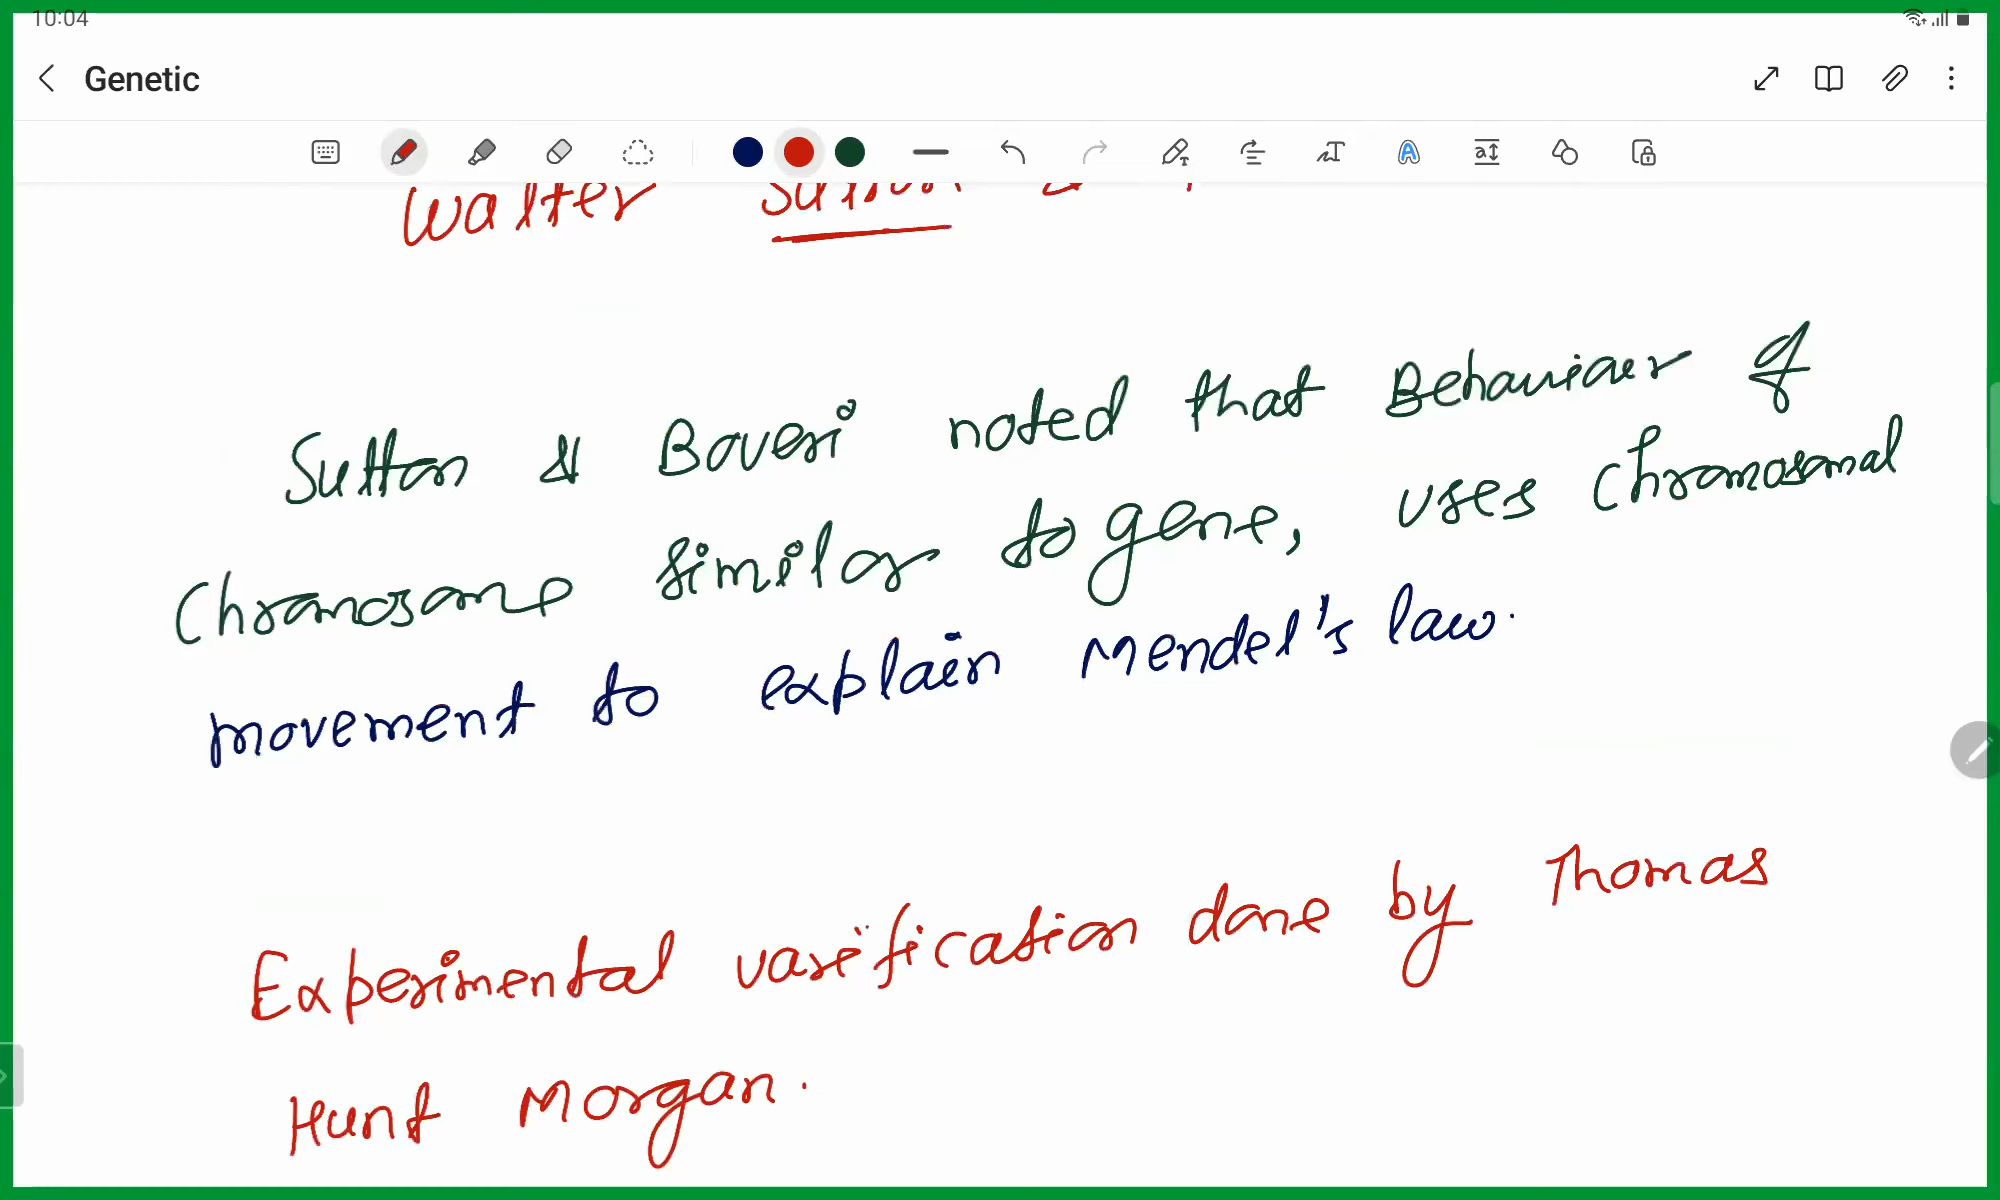 10:04
Genetic
Walter Sutton &
Sutton & Boveri noted that Behaviour of
Chromosome similar to gene, uses chromosomal
movement to explain Mendel's law.
Experimental varification done by Thomas
Hunt Morgan.